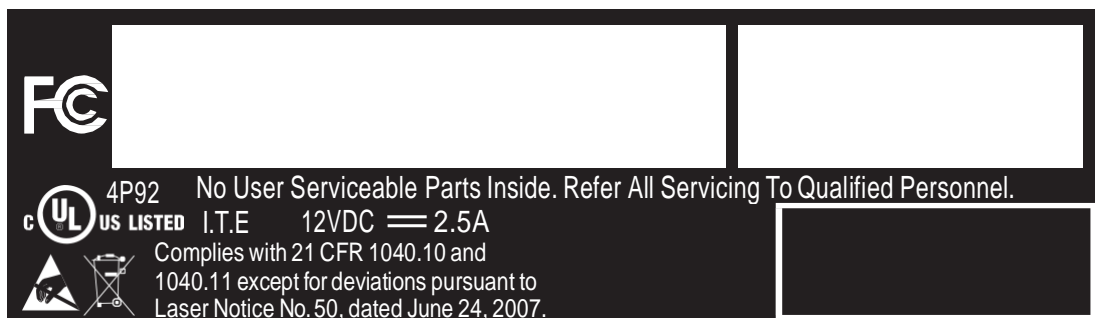 FC
4P92 No User Serviceable Parts Inside. Refer All Servicing To Qualified Personnel.
C UL ® US LISTED I.T.E 12VDC 2.5A
Complies with 21 CFR 1040.10 and
1040.11 except for deviations pursuant to
Laser Notice No. 50, dated June 24, 2007.